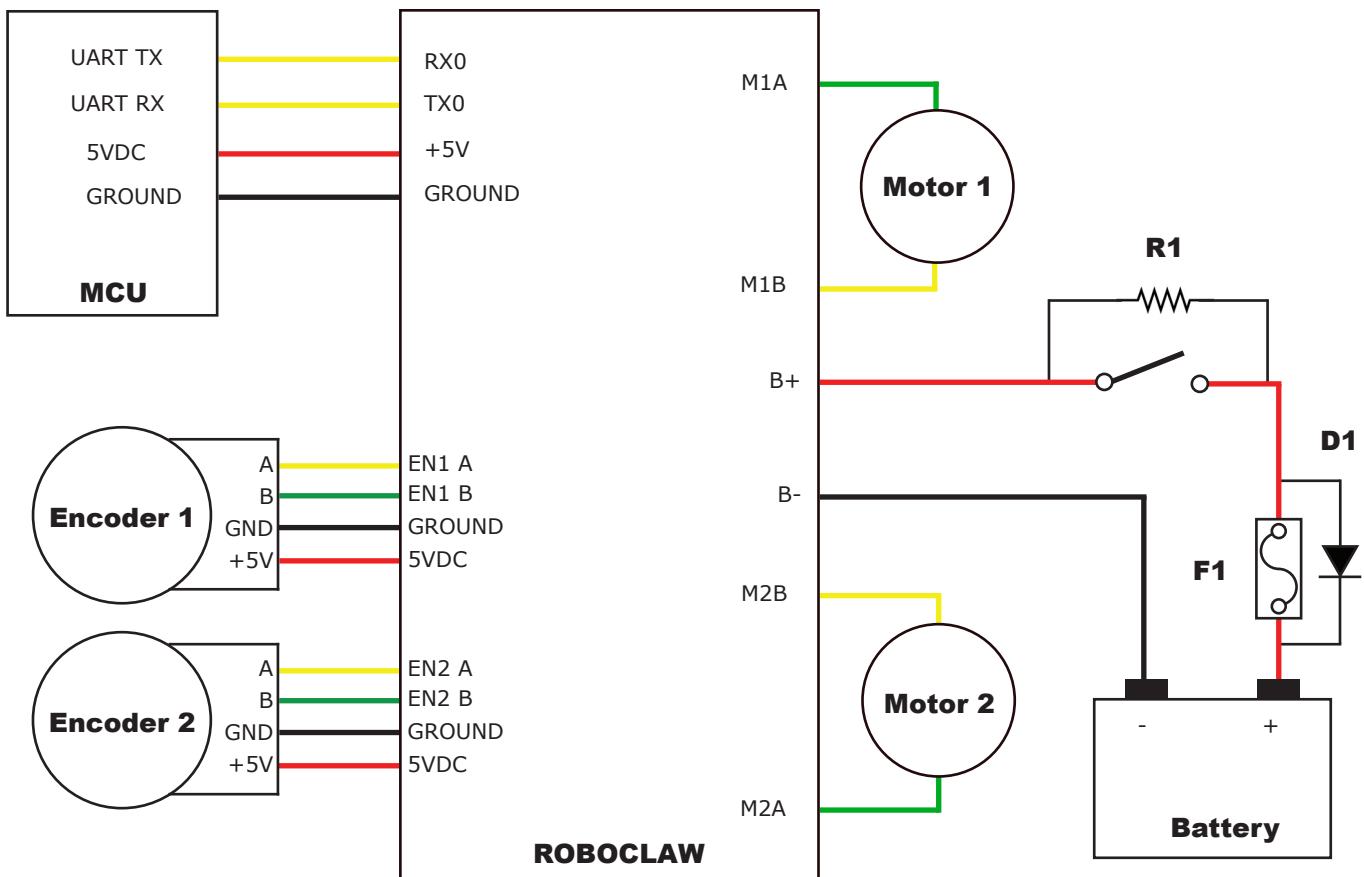 UART TX
UART RX
5VDC
GROUND
MCU
RX0
TX0
+5V
GROUND
M1A
Motor 1
M1B
R1
B+
D1
F1
B-
Encoder 1
A
B
GND
+5V
EN1 A
EN1 B
GROUND
5VDC
Encoder 2
A
B
GND
+5V
EN2 A
EN2 B
GROUND
5VDC
M2B
Motor 2
M2A
- +
Battery
ROBOCLAW